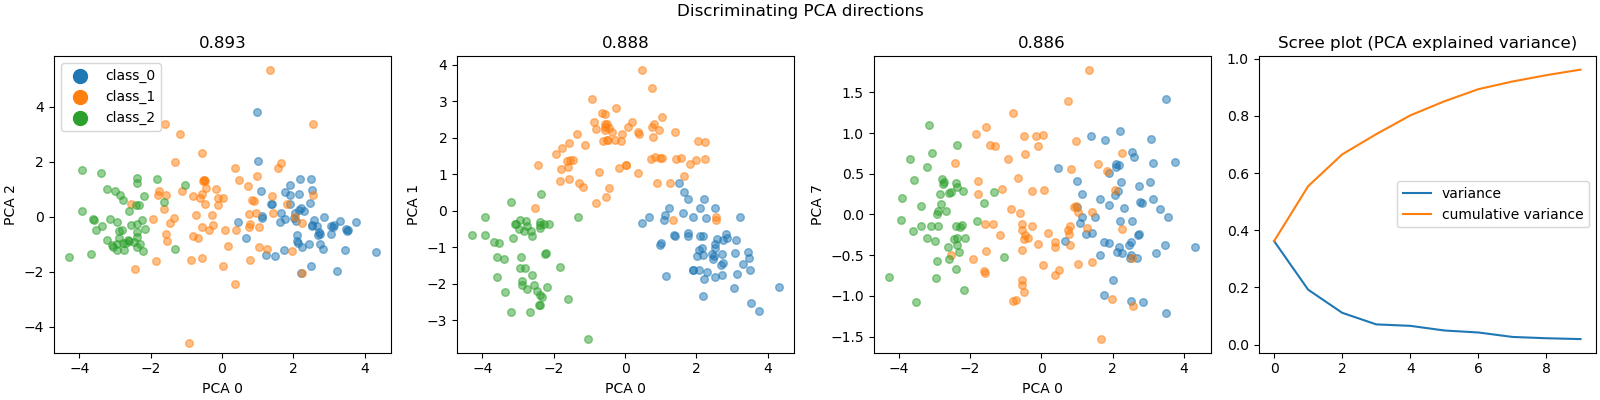 Discriminating PCA directions
0.893
class_0
class_1
class_2
PCA 2
4
2
0
−2
−4
−4 −2 0 2 4
PCA 0
0.888
PCA 1
4
3
2
1
0
−1
−2
−3
−4 −2 0 2 4
PCA 0
0.886
PCA 7
1.5
1.0
0.5
0.0
−0.5
−1.0
−1.5
−4 −2 0 2 4
PCA 0
Scree plot (PCA explained variance)
1.0
0.8
0.6
0.4
0.2
0.0
variance
cumulative variance
0 2 4 6 8